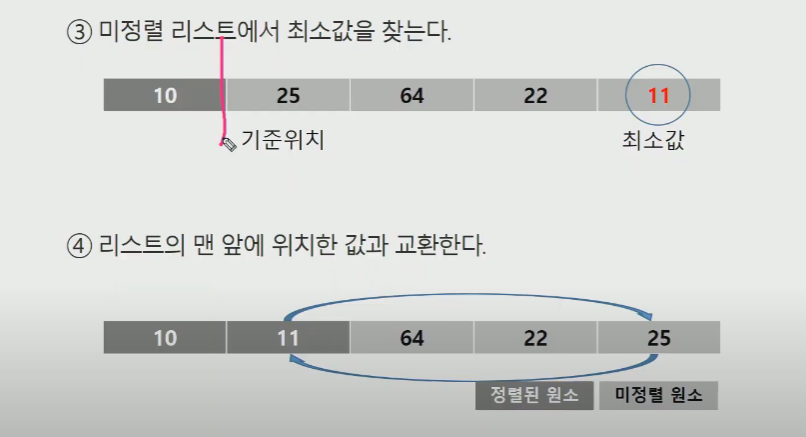 ③ 미정렬 리스트에서 최소값을 찾는다.
10 25 64 22 11
기준위치 최소값
④ 리스트의 맨 앞에 위치한 값과 교환한다.
10 11 64 22 25
정렬된 원소 미정렬 원소